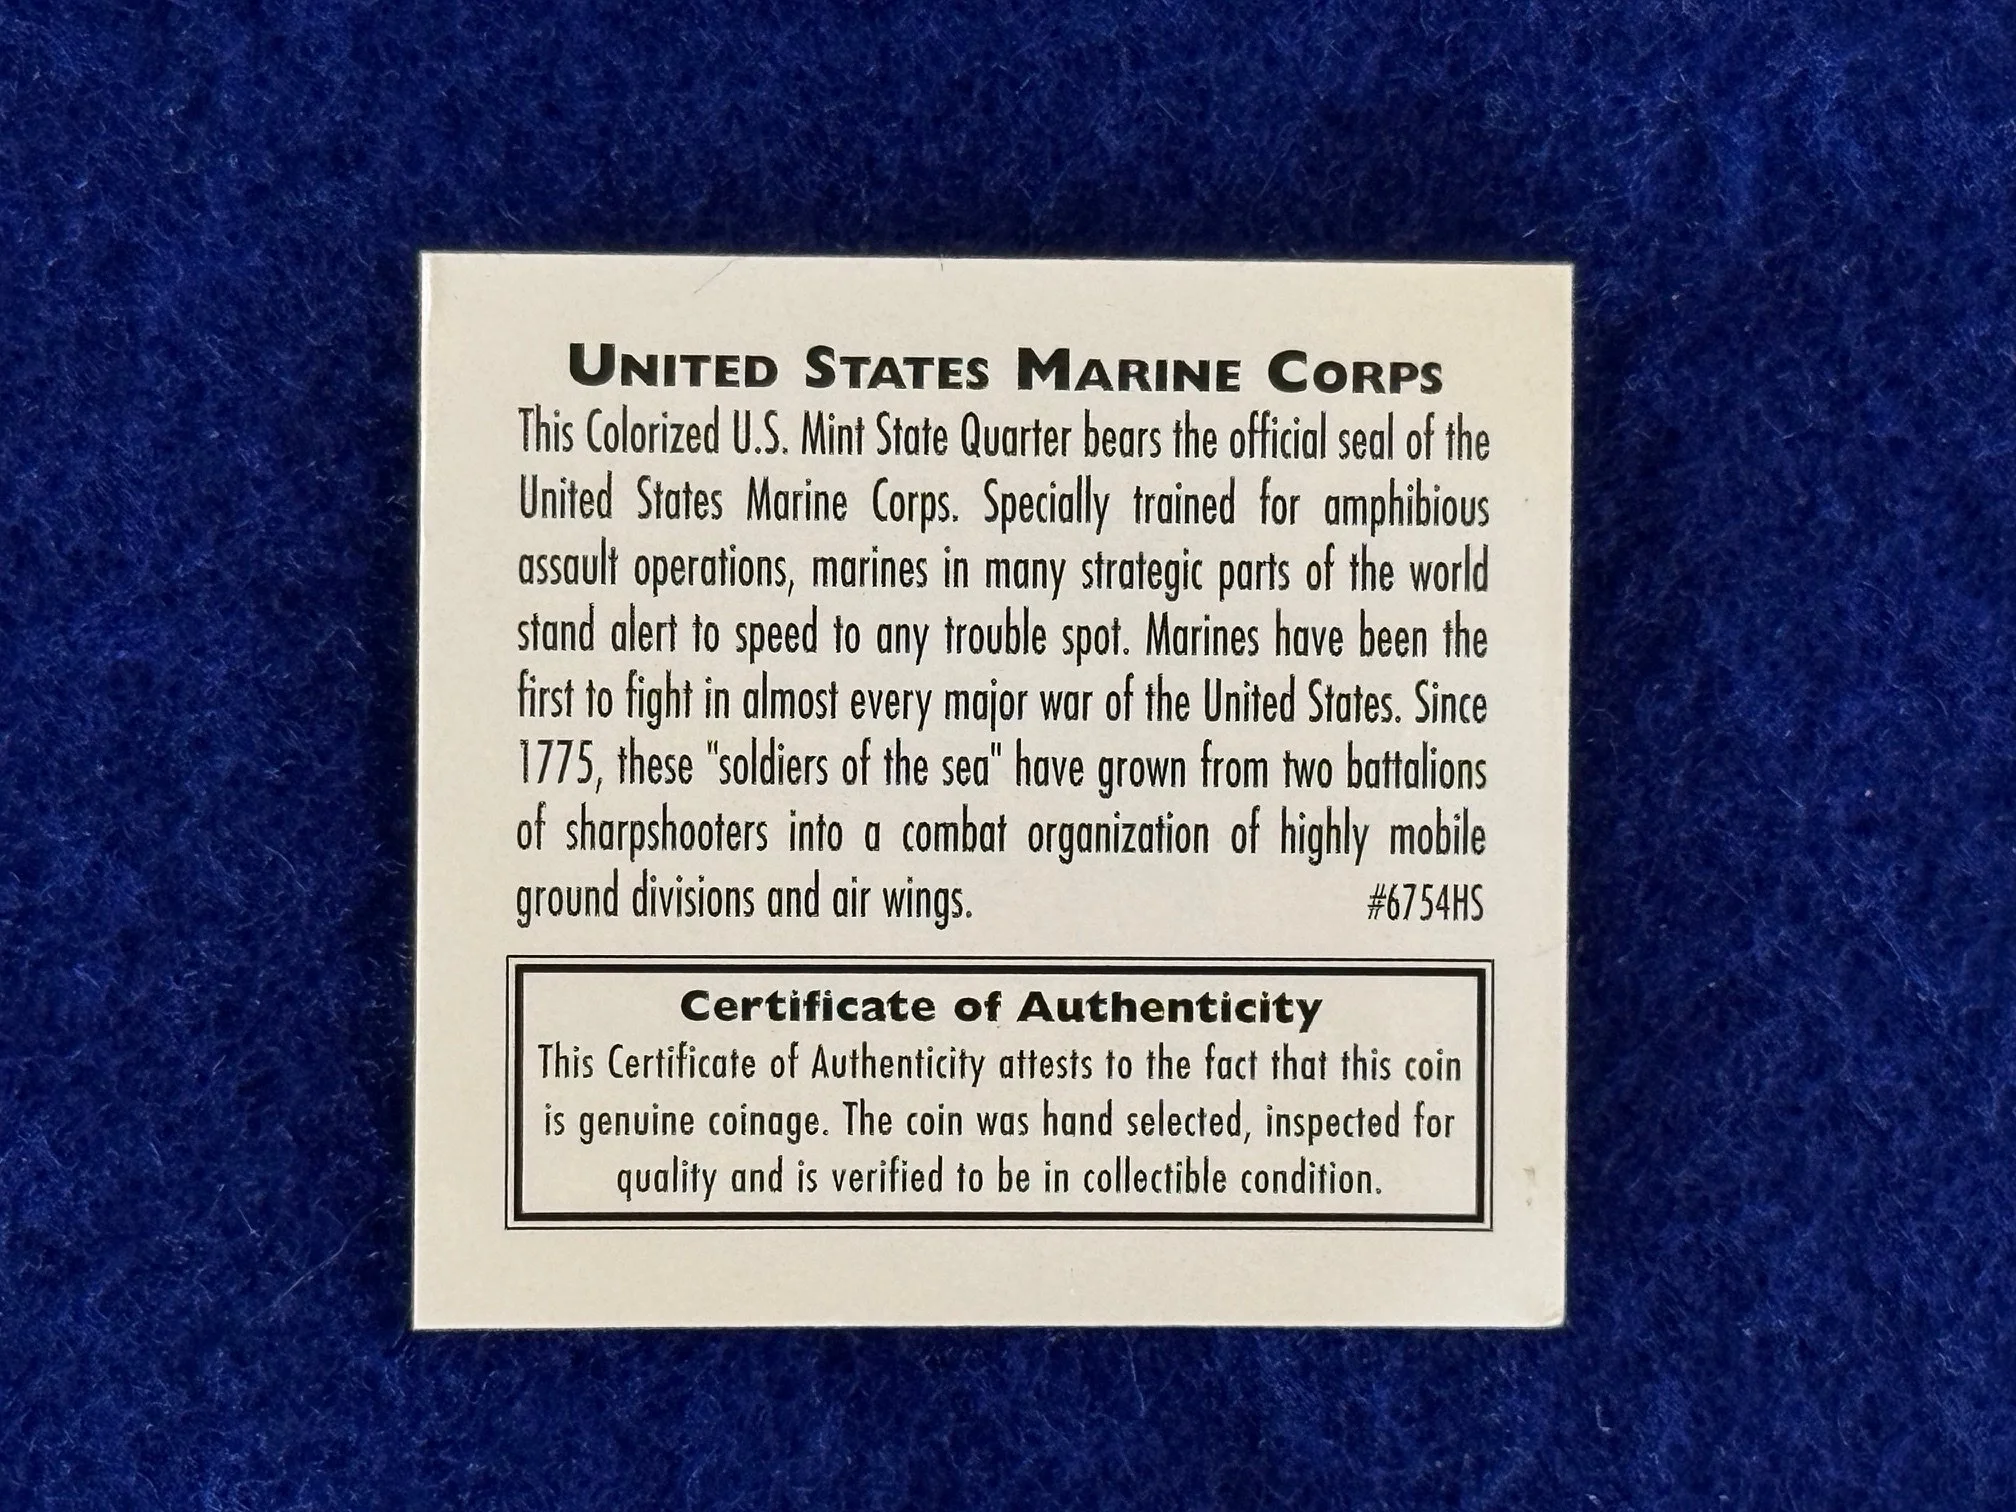 UNITED STATES MARINE CORPS
This Colorized U.S. Mint State Quarter bears the official seal of the
United States Marine Corps. Specially trained for amphibious
assault operations, marines in many strategic parts of the world
stand alert to speed to any trouble spot. Marines have been the
first to fight in almost every major war of the United States. Since
1775, these "soldiers of the sea" have grown from two battalions
of sharpshooters into a combat organization of highly mobile
ground divisions and air wings. #6754HS
Certificate of Authenticity
This Certificate of Authenticity attests to the fact that this coin
is genuine coinage. The coin was hand selected, inspected for
quality and is verified to be in collectible condition.